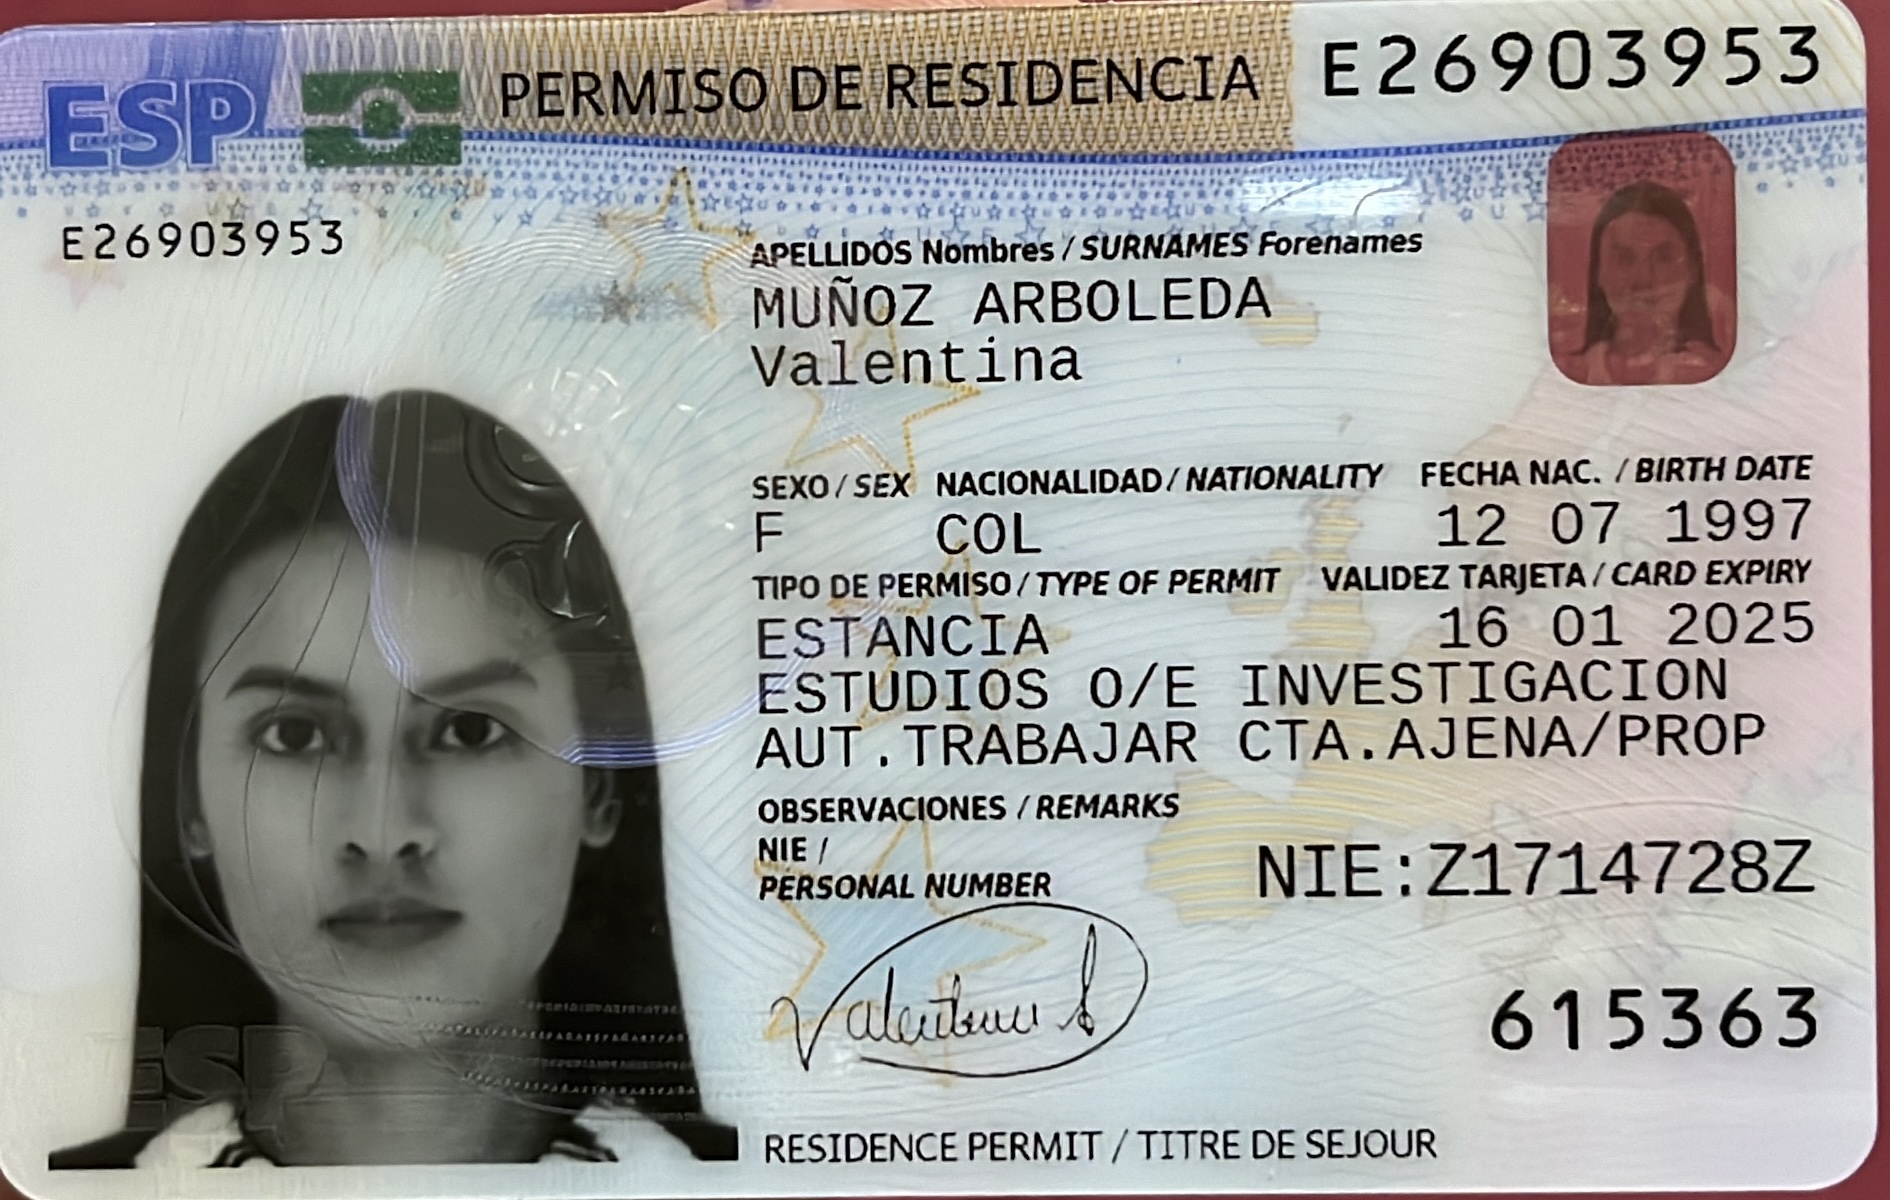 ESP PERMISO DE RESIDENCIA E26903953
E26903953
APELLIDOS Nombres / SURNAMES Forenames
MUÑOZ ARBOLEDA
Valentina
SEXO / SEX NACIONALIDAD / NATIONALITY FECHA NAC. / BIRTH DATE
F COL 12 07 1997
TIPO DE PERMISO / TYPE OF PERMIT VALIDEZ TARJETA / CARD EXPIRY
ESTANCIA 16 01 2025
ESTUDIOS O/E INVESTIGACION
AUT.TRABAJAR CTA.AJENA/PROP
OBSERVACIONES / REMARKS
NIE /
PERSONAL NUMBER NIE:Z1714728Z
615363
ESP
RESIDENCE PERMIT / TITRE DE SEJOUR